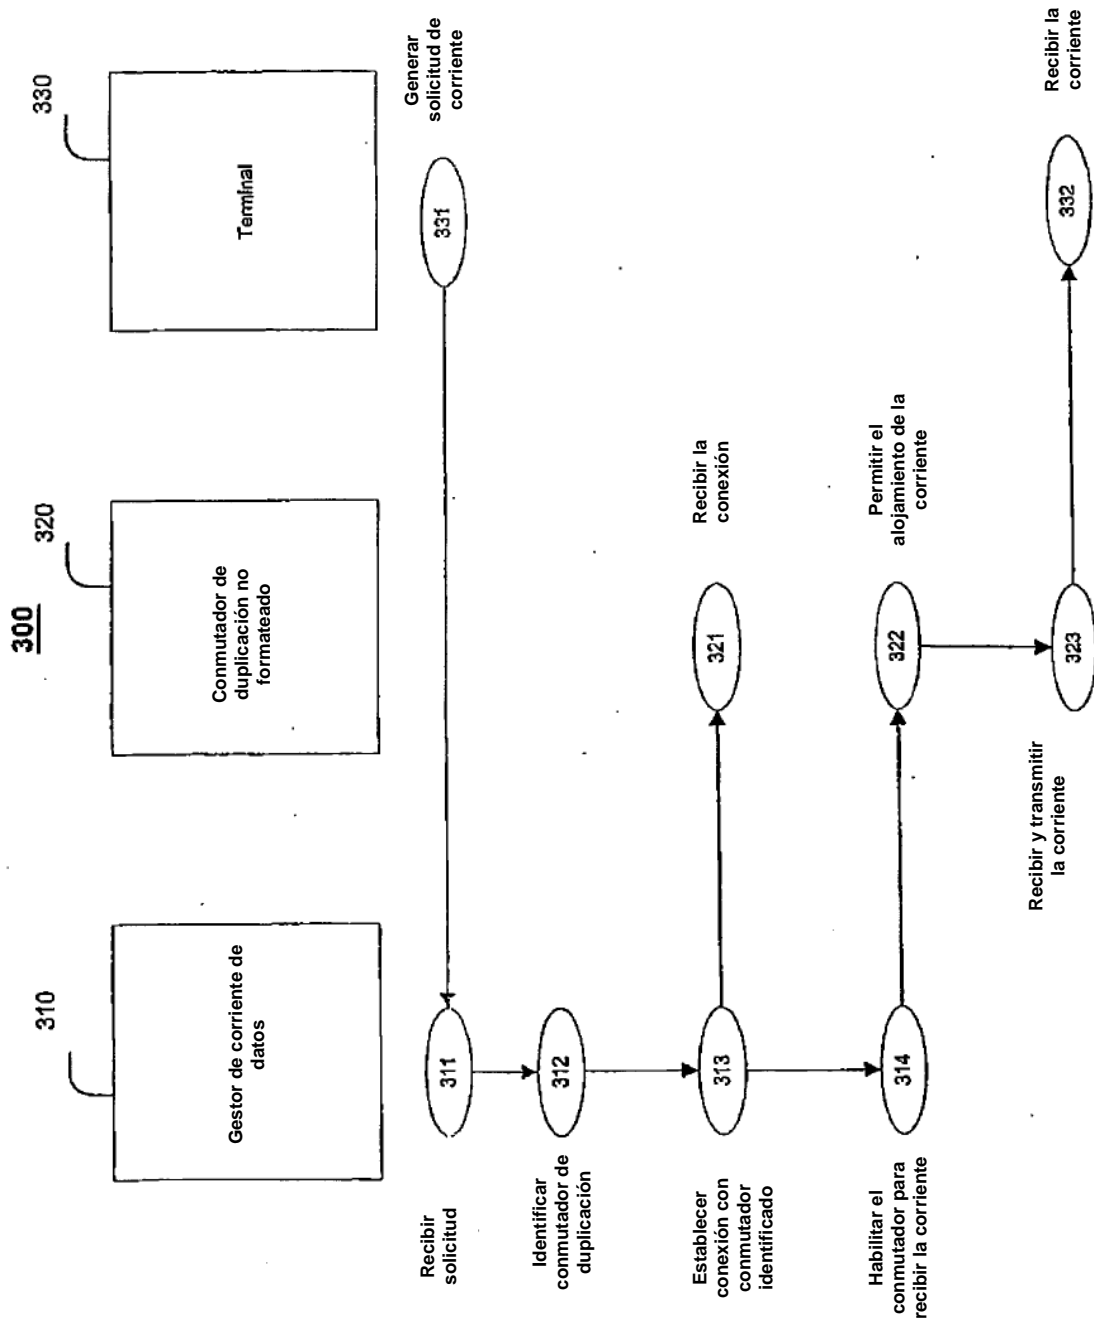 300
310
320
330
Gestor de corriente de
datos
Conmutador de
duplicación no
formateado
Terminal
331
Generar
solicitud de
corriente
Recibir
solicitud
311
Identificar
conmutador de
duplicación
312
Establecer
conexión con
conmutador
identificado
313
321
Recibir la
conexión
Habilitar el
conmutador para
recibir la corriente
314
322
Permitir el
alojamiento de la
corriente
Recibir y transmitir
la corriente
323
332
Recibir la
corriente